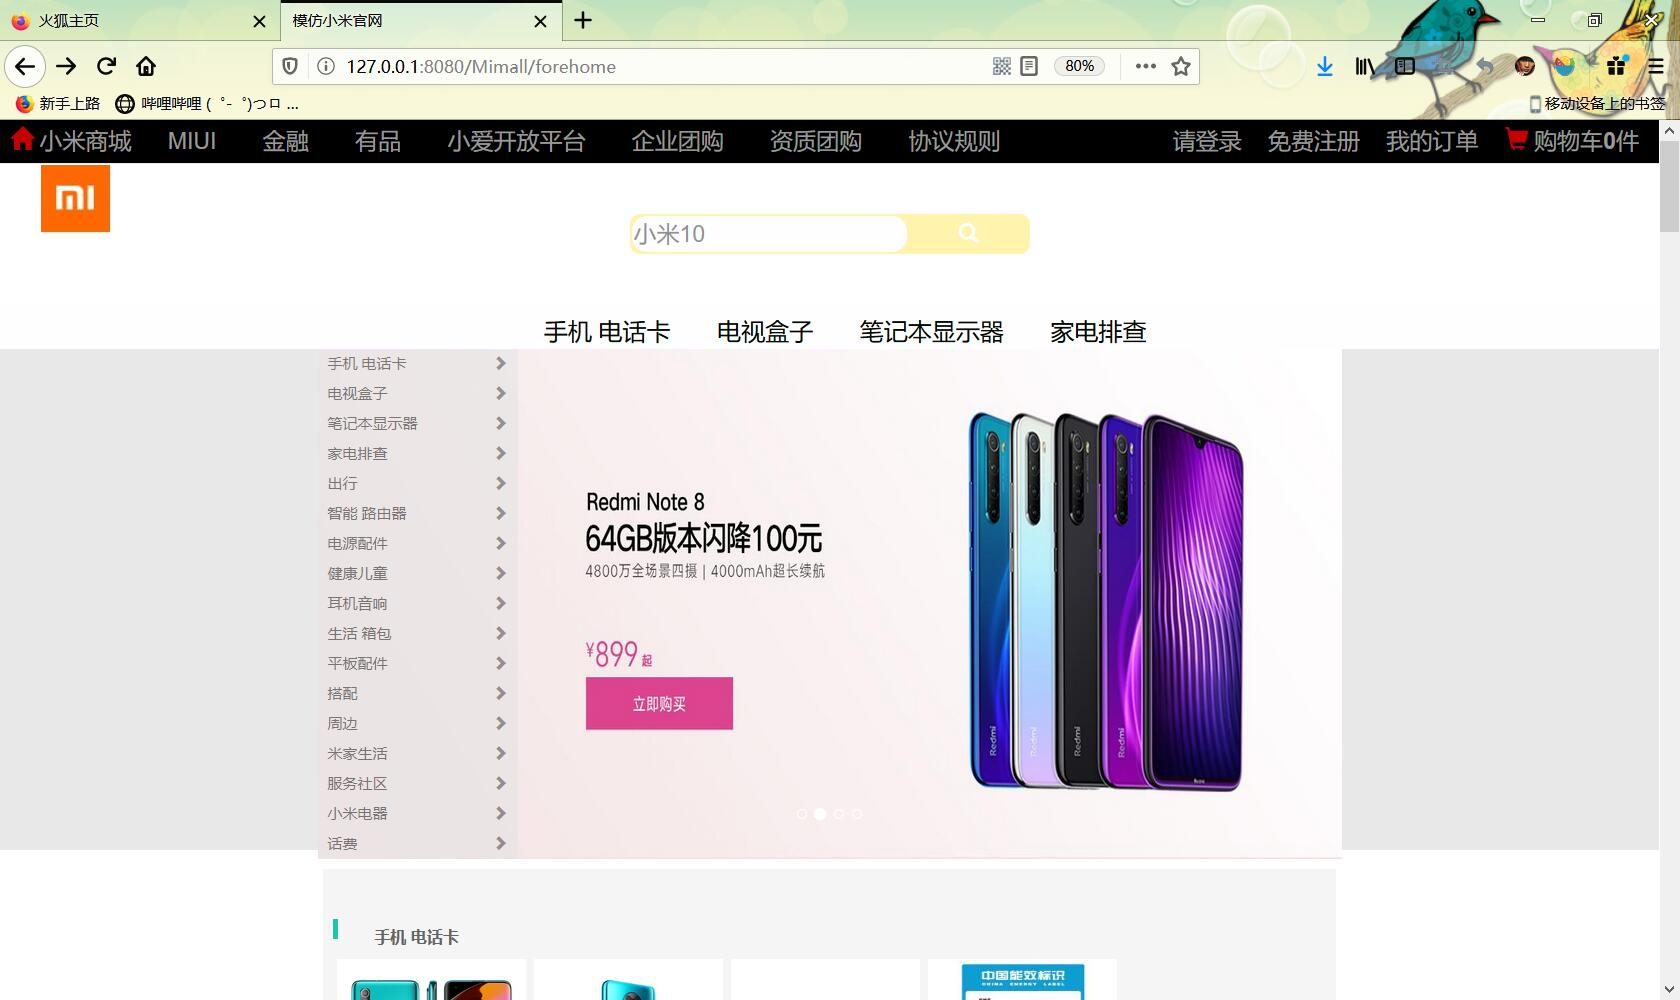 火狐主页
模仿小米官网
127.0.0.1:8080/Mimall/forehome
80%
新手上路
哔哩哔哩 (゜-゜)つロ ...
移动设备上的书签
小米商城 MIUI 金融 有品 小爱开放平台 企业团购 资质团购 协议规则 请登录 免费注册 我的订单 购物车0件
mi
小米10
手机 电话卡 电视盒子 笔记本显示器 家电排查
手机 电话卡
电视盒子
笔记本显示器
家电排查
出行
智能 路由器
电源配件
健康儿童
耳机音响
生活 箱包
平板配件
搭配
周边
米家生活
服务社区
小米电器
话费
Redmi Note 8
64GB版本闪降100元
4800万全场景四摄 | 4000mAh超长续航
¥899起
立即购买
Redmi
Redmi
Redmi
Redmi
手机 电话卡
中国能效标识
CHINA ENERGY LABEL